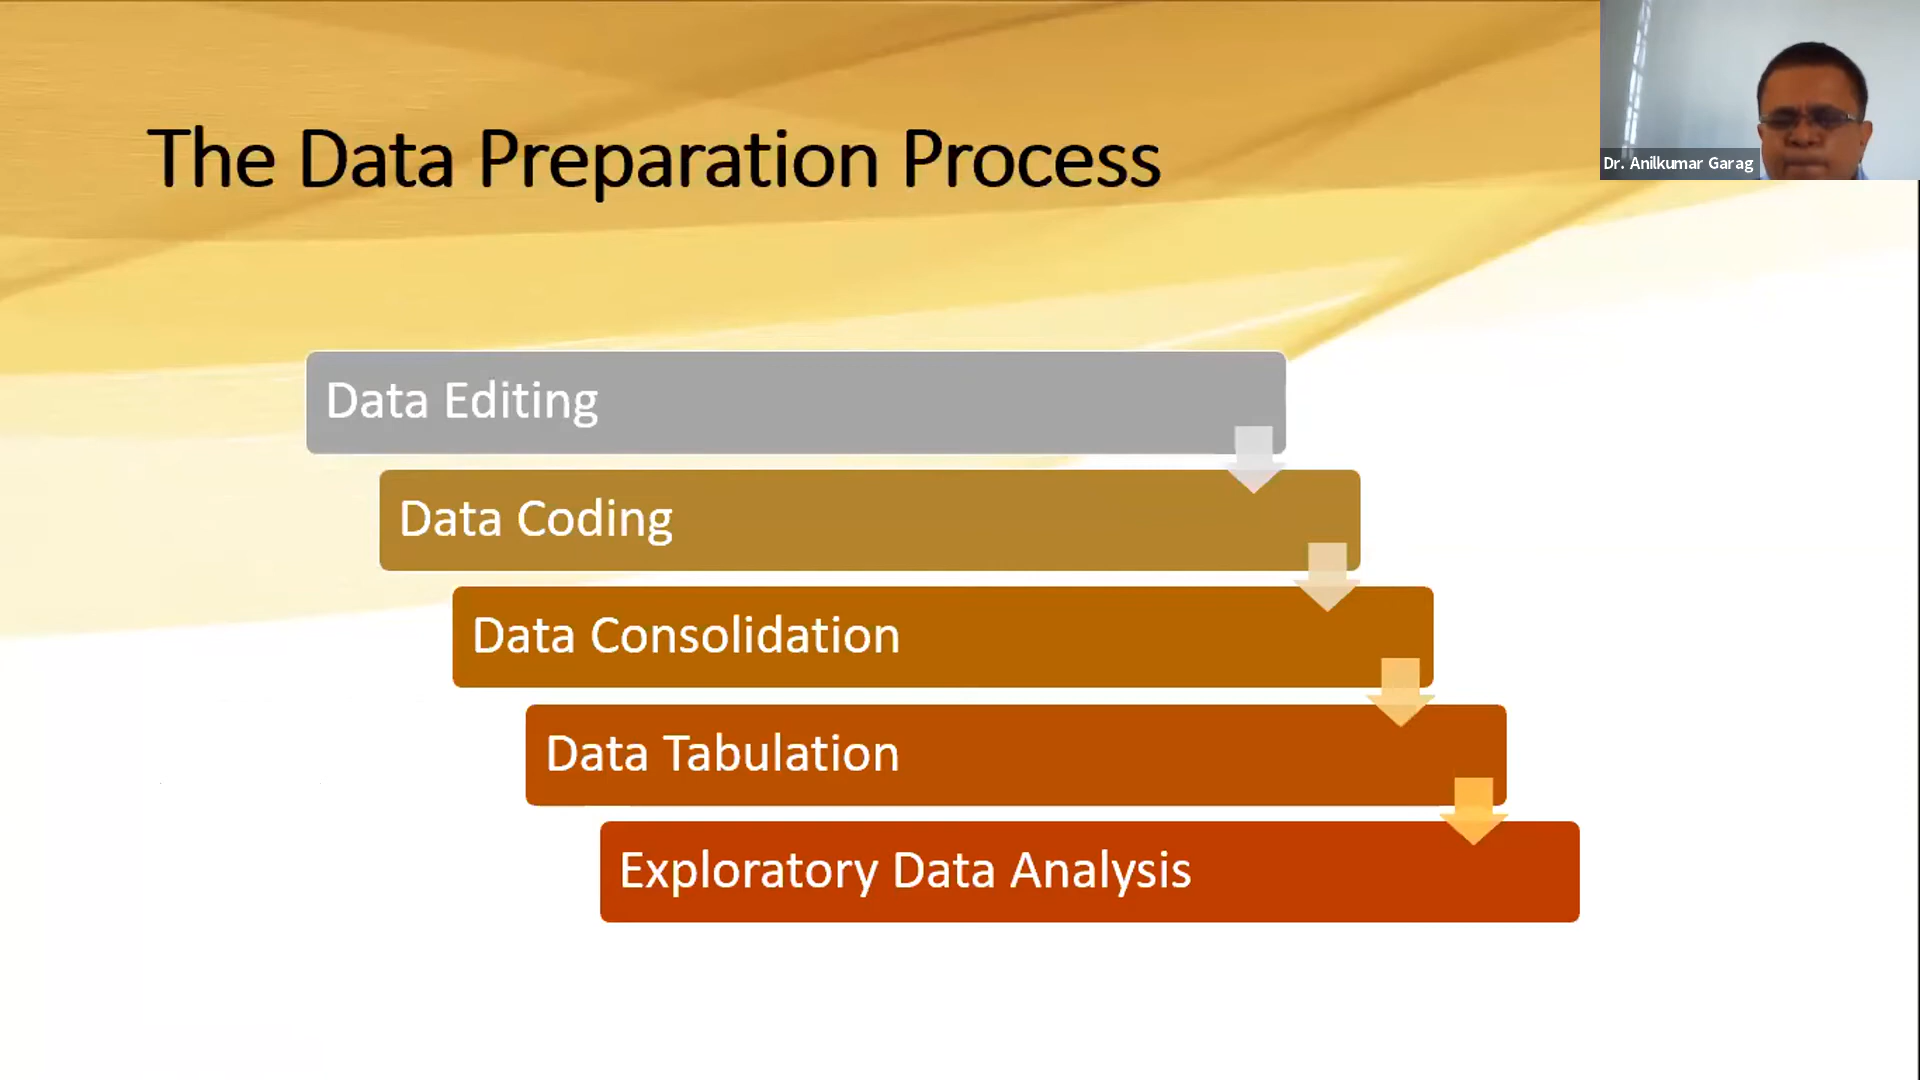 The Data Preparation Process
Dr. Anilkumar Garag
Data Editing
Data Coding
Data Consolidation
Data Tabulation
Exploratory Data Analysis